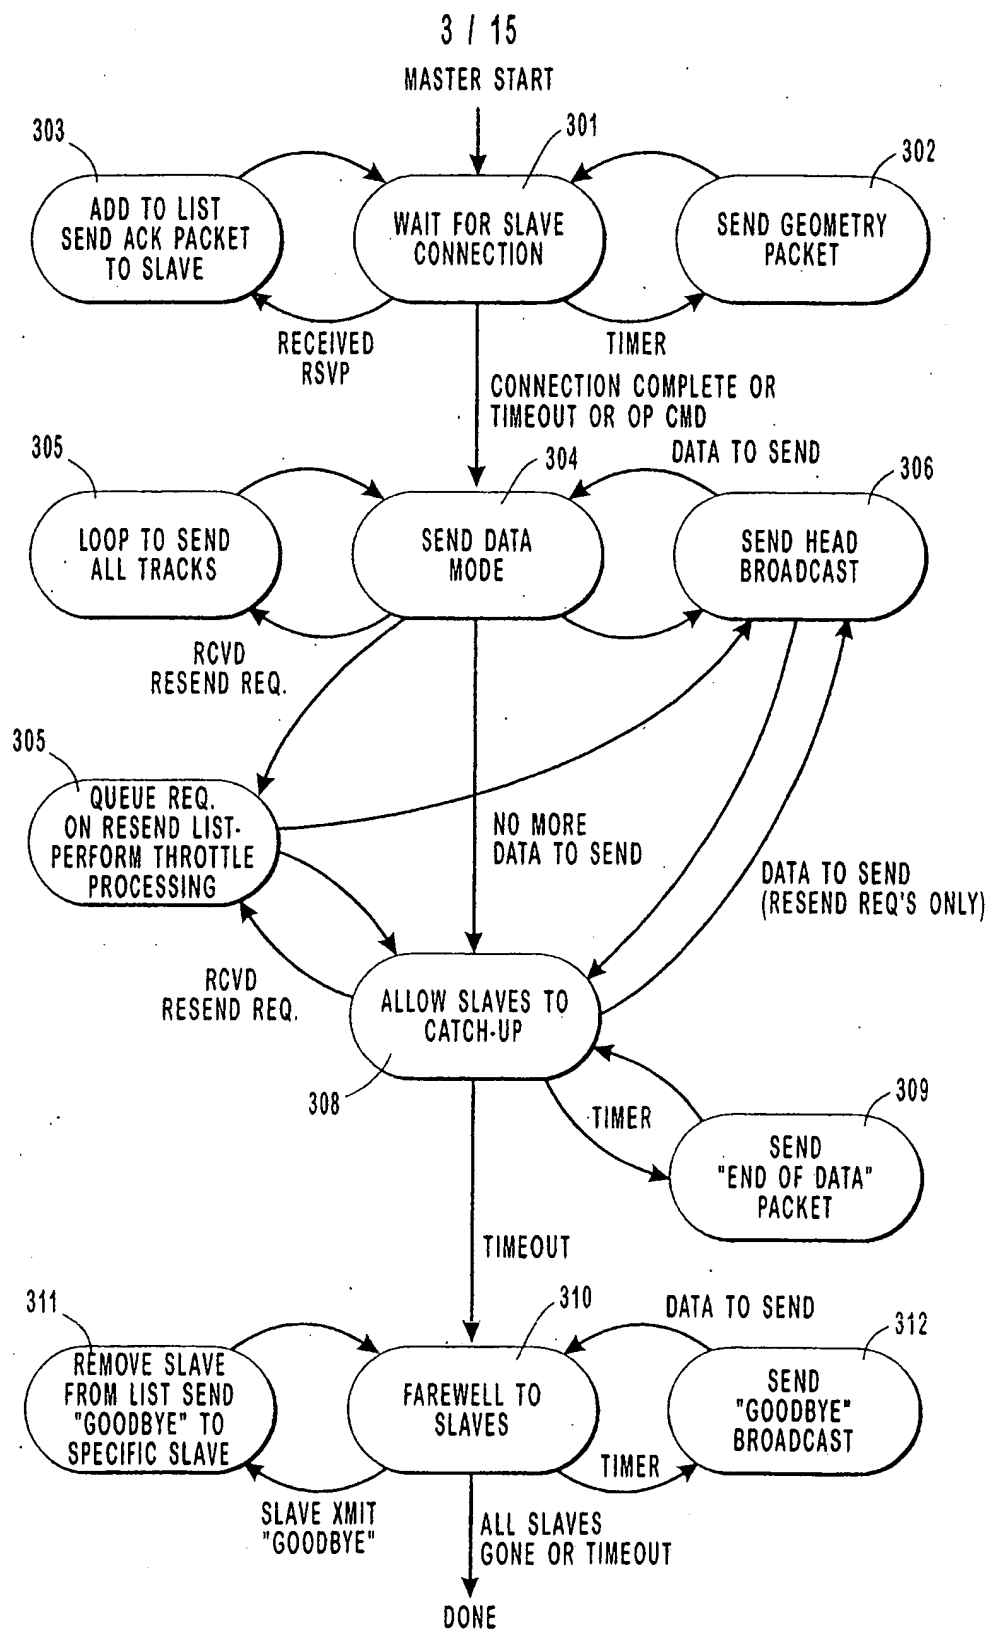 3 / 15
MASTER START
303
301
302
ADD TO LIST
SEND ACK PACKET
TO SLAVE
WAIT FOR SLAVE
CONNECTION
SEND GEOMETRY
PACKET
RECEIVED
RSVP
TIMER
CONNECTION COMPLETE OR
TIMEOUT OR OP CMD
305
304
DATA TO SEND
306
LOOP TO SEND
ALL TRACKS
SEND DATA
MODE
SEND HEAD
BROADCAST
RCVD
RESEND REQ.
305
QUEUE REQ.
ON RESEND LIST-
PERFORM THROTTLE
PROCESSING
NO MORE
DATA TO SEND
DATA TO SEND
(RESEND REQ'S ONLY)
RCVD
RESEND REQ.
ALLOW SLAVES TO
CATCH-UP
308
TIMER
309
SEND
"END OF DATA"
PACKET
TIMEOUT
311
310
DATA TO SEND
312
REMOVE SLAVE
FROM LIST SEND
"GOODBYE" TO
SPECIFIC SLAVE
FAREWELL TO
SLAVES
SEND
"GOODBYE"
BROADCAST
TIMER
SLAVE XMIT
"GOODBYE"
ALL SLAVES
GONE OR TIMEOUT
DONE